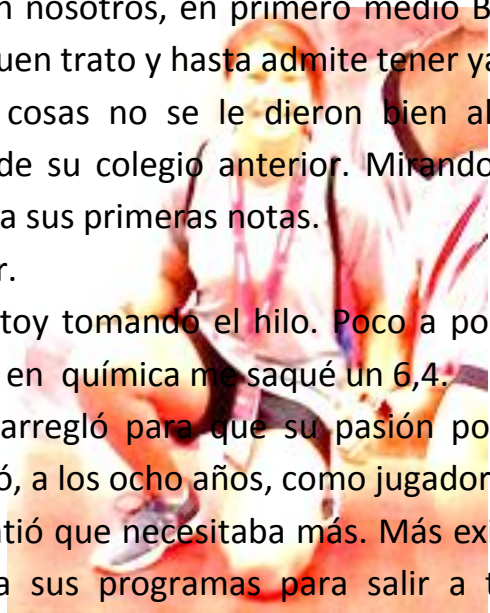 n nosotros, en primero medio B
uen trato y hasta admite tener ya
cosas no se le dieron bien al
de su colegio anterior. Mirando
a sus primeras notas.
r.
toy tomando el hilo. Poco a po
en química me saqué un 6,4.
arregló para que su pasión po
ó, a los ocho años, como jugador
ntió que necesitaba más. Más ex
a sus programas para salir a t